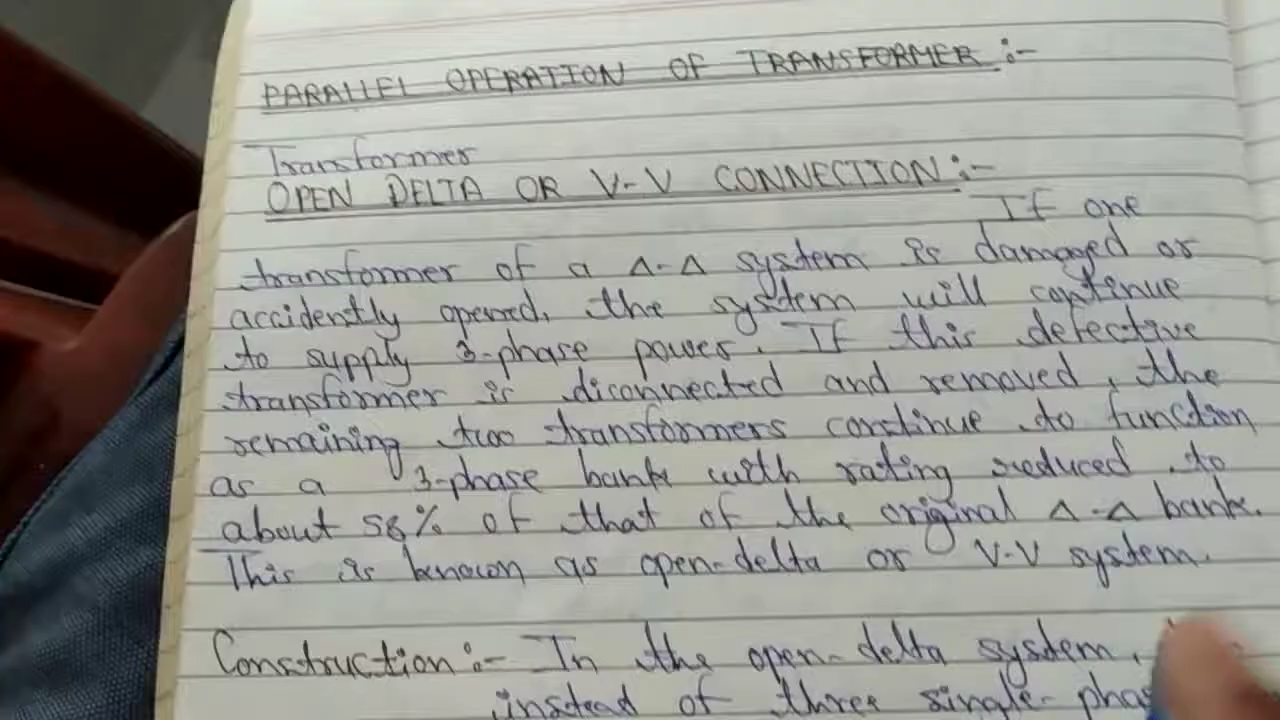 PARALLEL OPERATION OF TRANSFORMER :-
Transformer
OPEN DELTA OR V-V CONNECTION :-
If one
transformer of a Δ-Δ system is damaged or
accidently opened, the system will continue
to supply 3-phase power. If this defective
transformer is diconnected and removed, the
remaining two transformers continue to function
as a 3-phase bank with rating reduced to
about 58% of that of the original Δ-Δ bank.
This is known as open-delta or V-V system.
Construction :- In the open-delta system,
instead of three single-phas